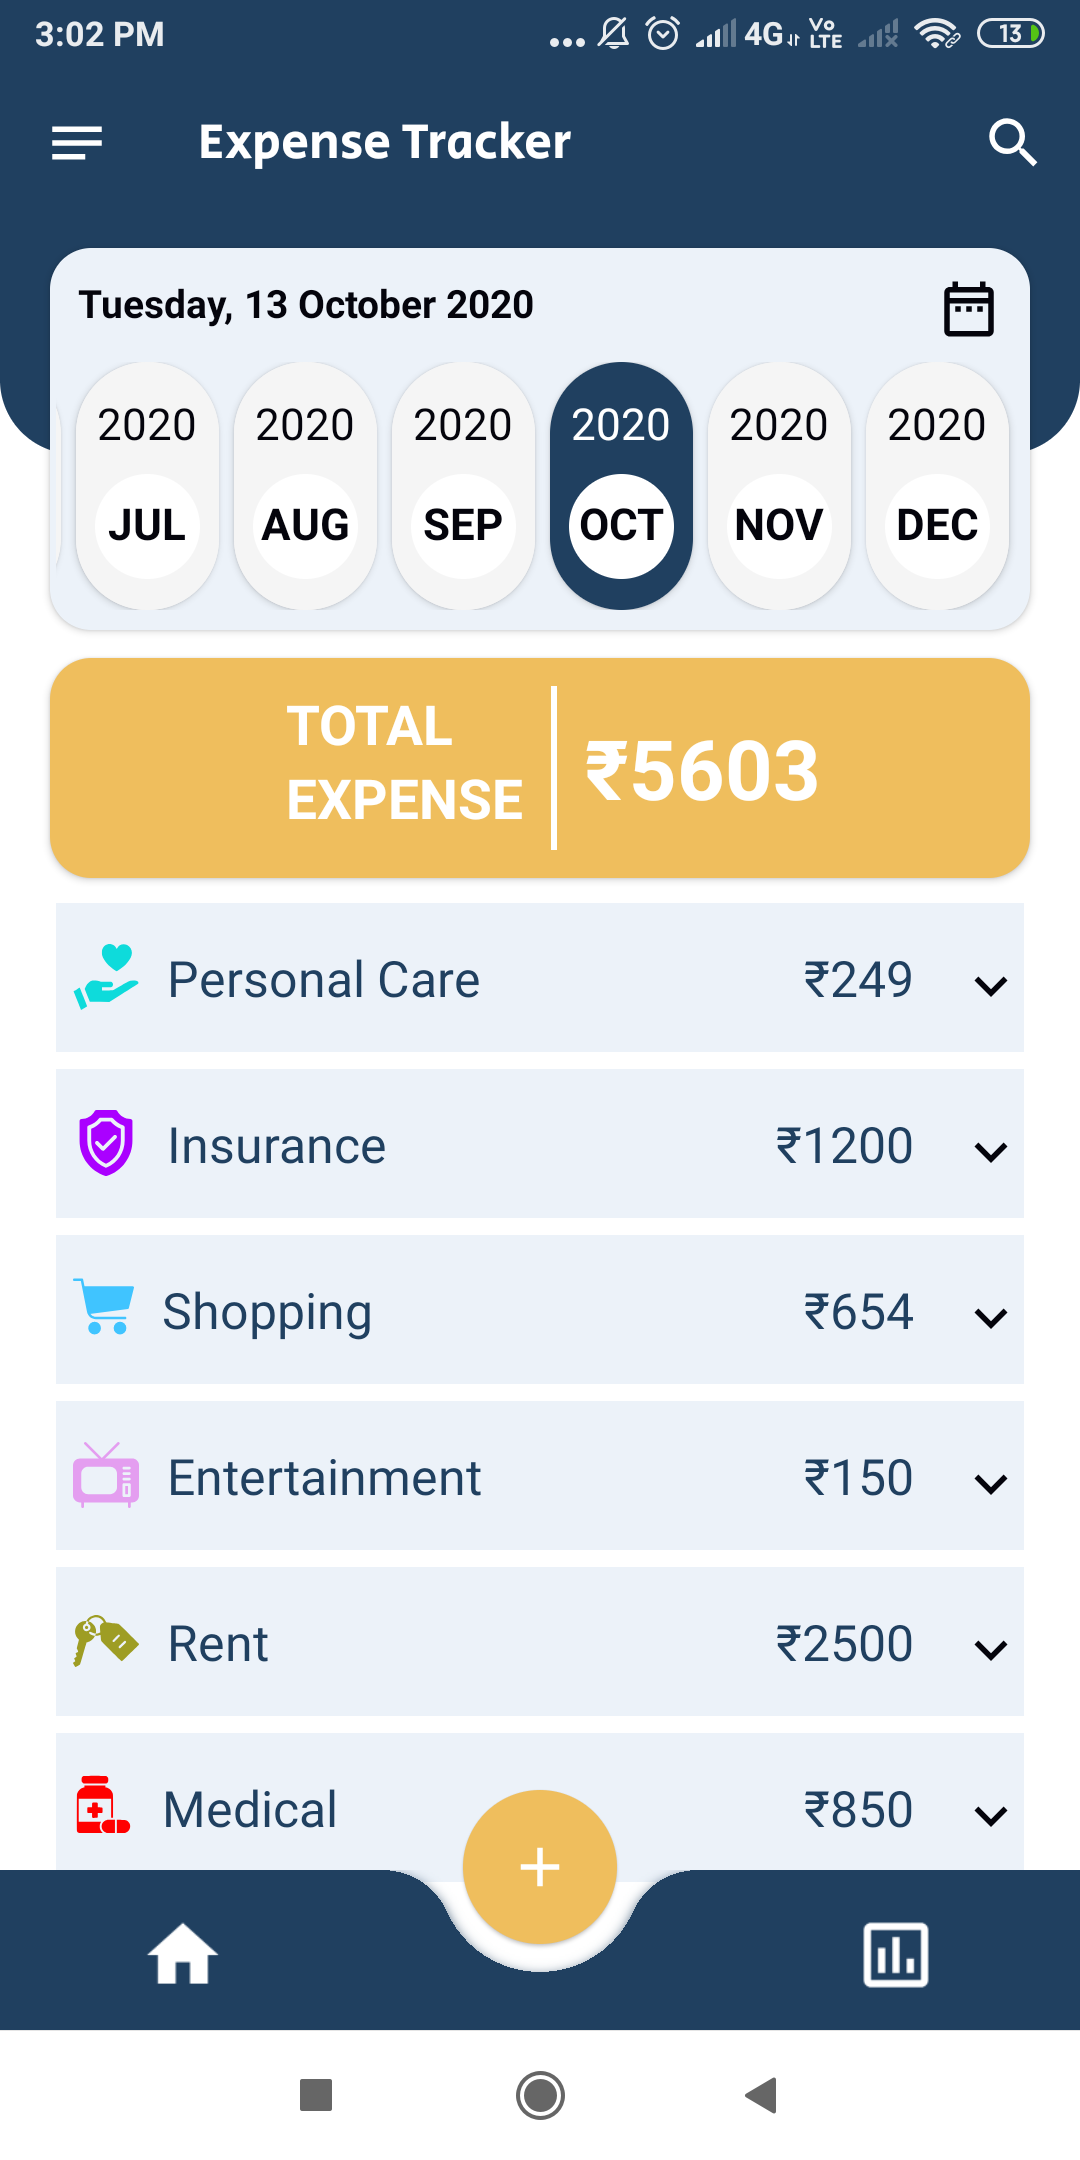 3:02 PM
4G VO LTE 13
Expense Tracker
Tuesday, 13 October 2020
2020 2020 2020 2020 2020 2020
JUL AUG SEP OCT NOV DEC
TOTAL
EXPENSE
₹5603
Personal Care ₹249
Insurance ₹1200
Shopping ₹654
Entertainment ₹150
Rent ₹2500
Medical ₹850